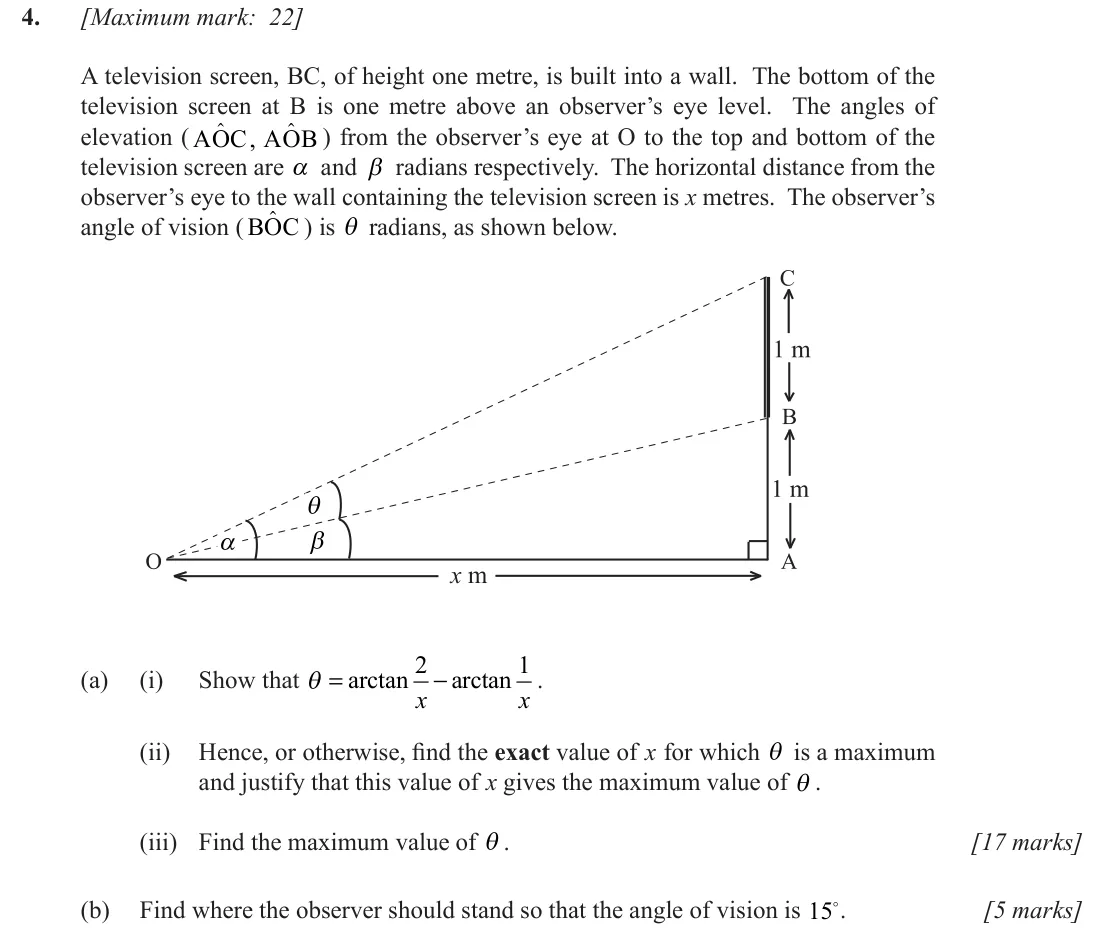 4. [Maximum mark: 22]
A television screen, BC, of height one metre, is built into a wall. The bottom of the
television screen at B is one metre above an observer's eye level. The angles of
elevation (AÔC, AÔB) from the observer's eye at O to the top and bottom of the
television screen are α and β radians respectively. The horizontal distance from the
observer's eye to the wall containing the television screen is x metres. The observer's
angle of vision (BÔC) is θ radians, as shown below.
C
1 m
B
θ
1 m
α
β
O
A
x m
(a) (i) Show that θ = arctan 2/x − arctan 1/x .
(ii) Hence, or otherwise, find the exact value of x for which θ is a maximum
and justify that this value of x gives the maximum value of θ .
(iii) Find the maximum value of θ . [17 marks]
(b) Find where the observer should stand so that the angle of vision is 15°. [5 marks]